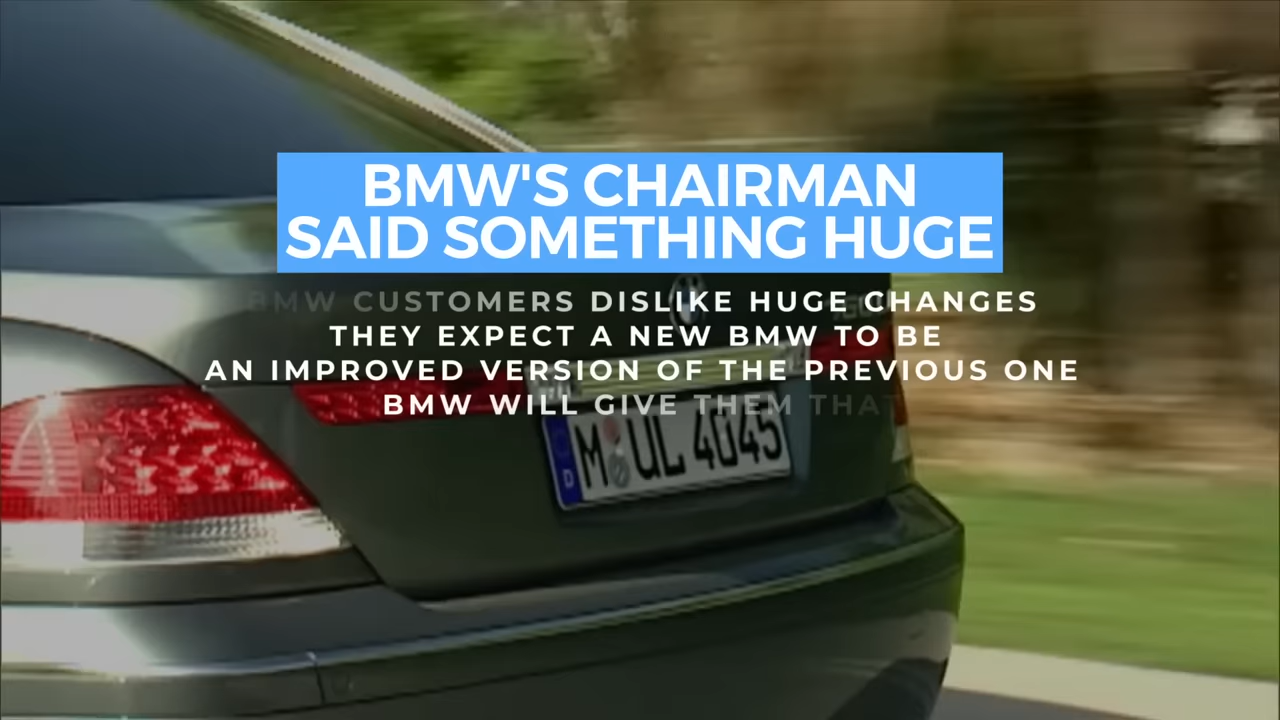 BMW'S CHAIRMAN
SAID SOMETHING HUGE
BMW CUSTOMERS DISLIKE HUGE CHANGES
THEY EXPECT A NEW BMW TO BE
AN IMPROVED VERSION OF THE PREVIOUS ONE
BMW WILL GIVE THEM THAT
D M UL 4045